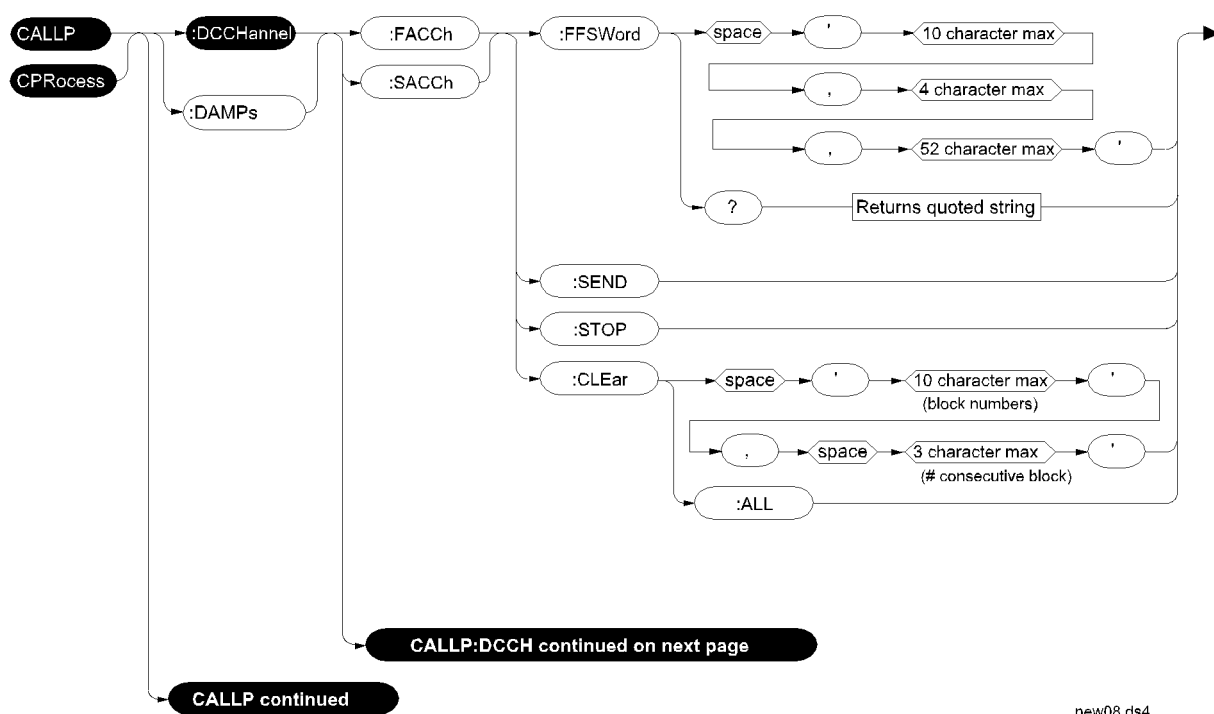 CALLP :DCCHannel :FACCh :FFSWord space ' 10 character max
CPRocess :SACCh , 4 character max
:DAMPs
, 52 character max '
? Returns quoted string
:SEND
:STOP
:CLEar space ' 10 character max '
(block numbers)
, space 3 character max '
(# consecutive block)
:ALL
CALLP:DCCH continued on next page
CALLP continued
new08.ds4